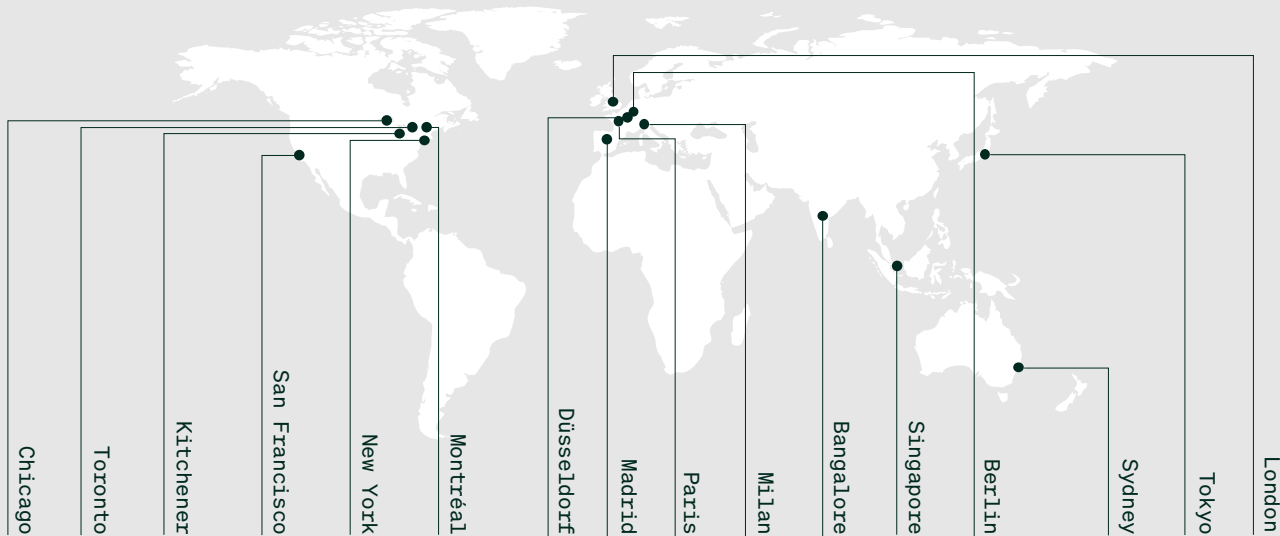 Chicago
Toronto
Kitchener
San Francisco
New York
Montréal
Düsseldorf
Madrid
Paris
Milan
Bangalore
Singapore
Berlin
Sydney
Tokyo
London